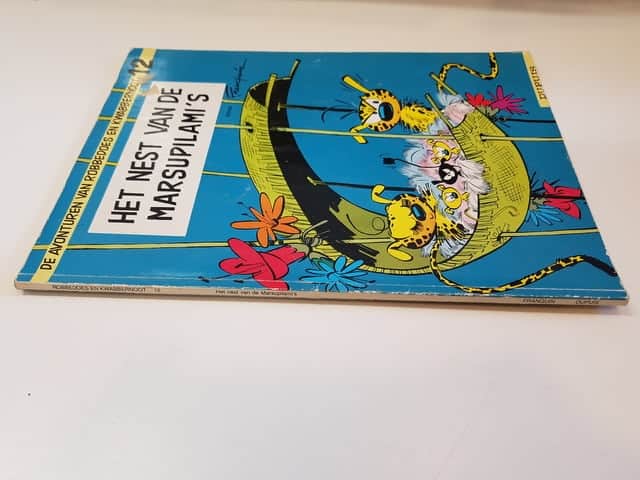 DE AVONTUREN VAN ROBBEDOES EN KWABBERNOOT 12
HET NEST VAN DE
MARSUPILAMI'S
Franquin
DUPUIS
ROBBEDOES EN KWABBERNOOT 12 Het nest van de Marsupilami's FRANQUIN DUPUIS